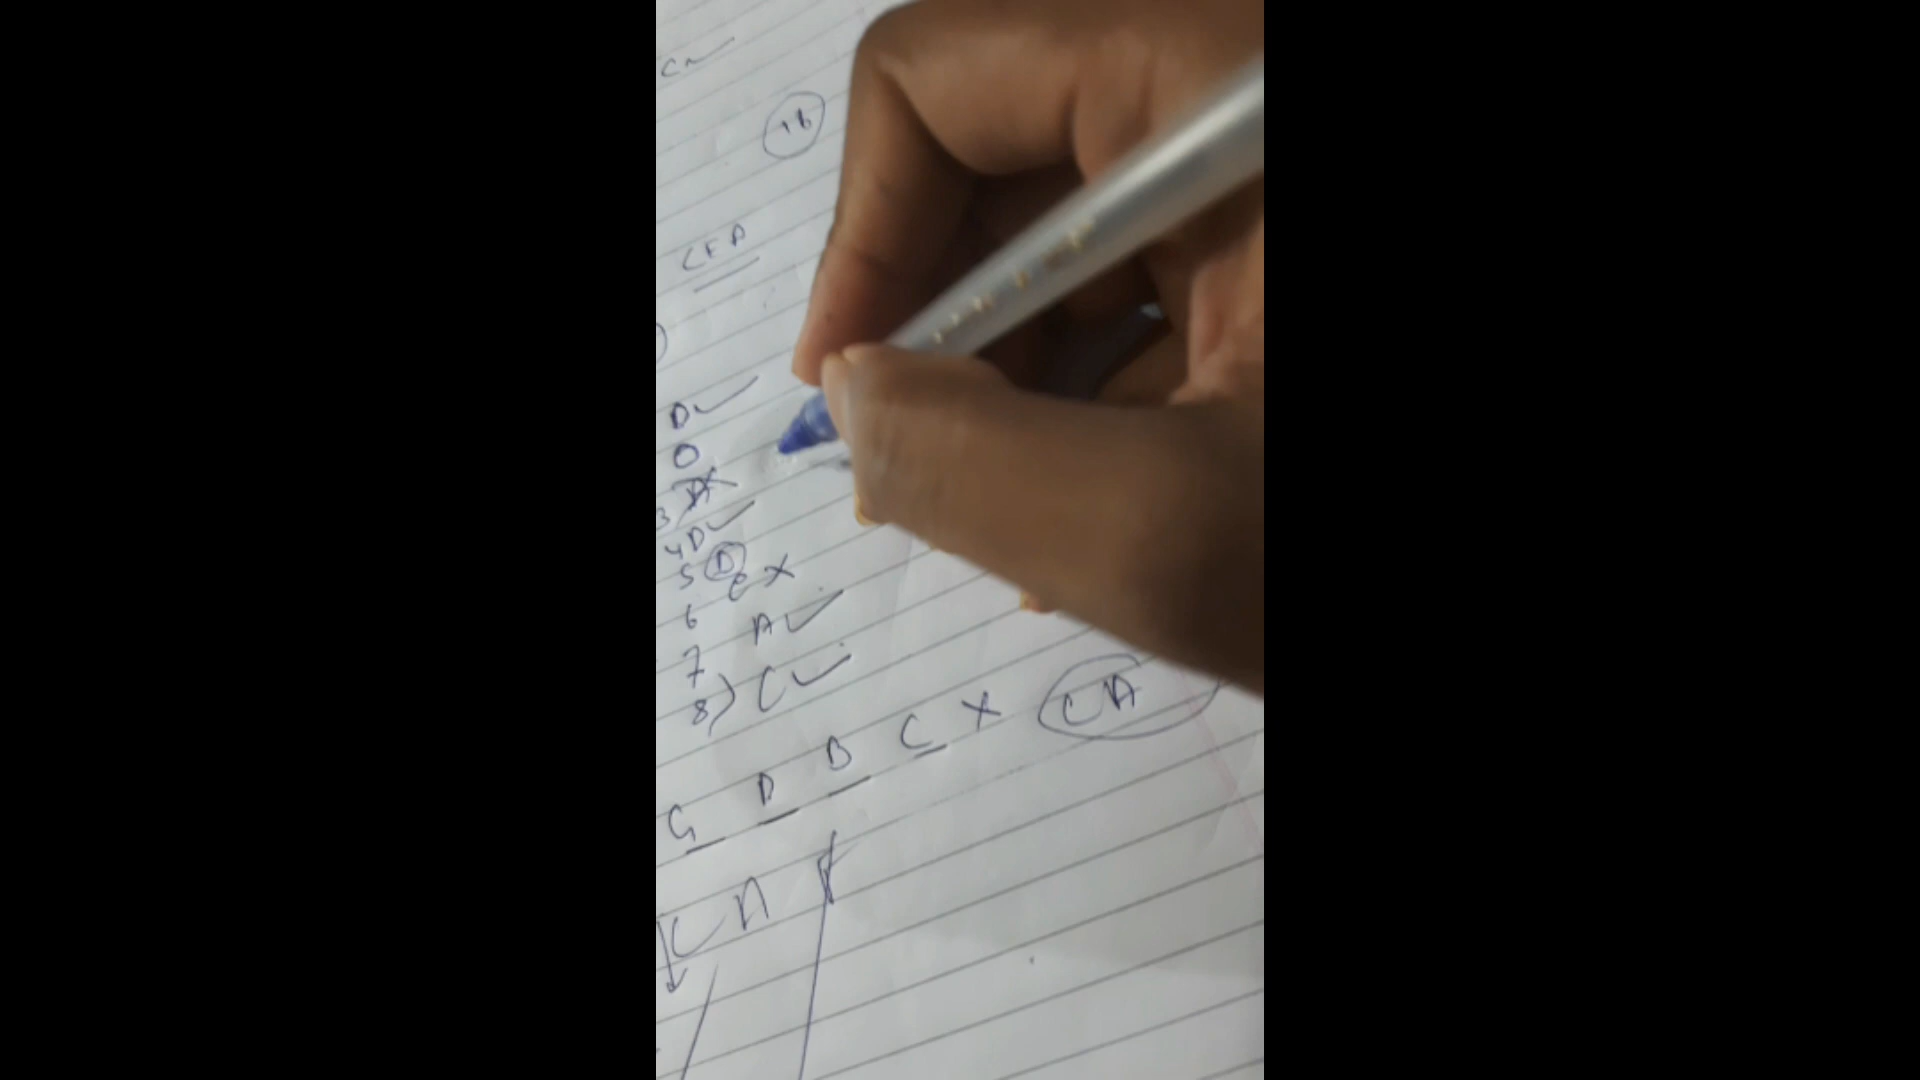 16
CFA
D ✓
D
3 A ✗
4 D ✓
5 D C ✗
6 A ✓
7
8) C ✓
G D B C X CA
CA